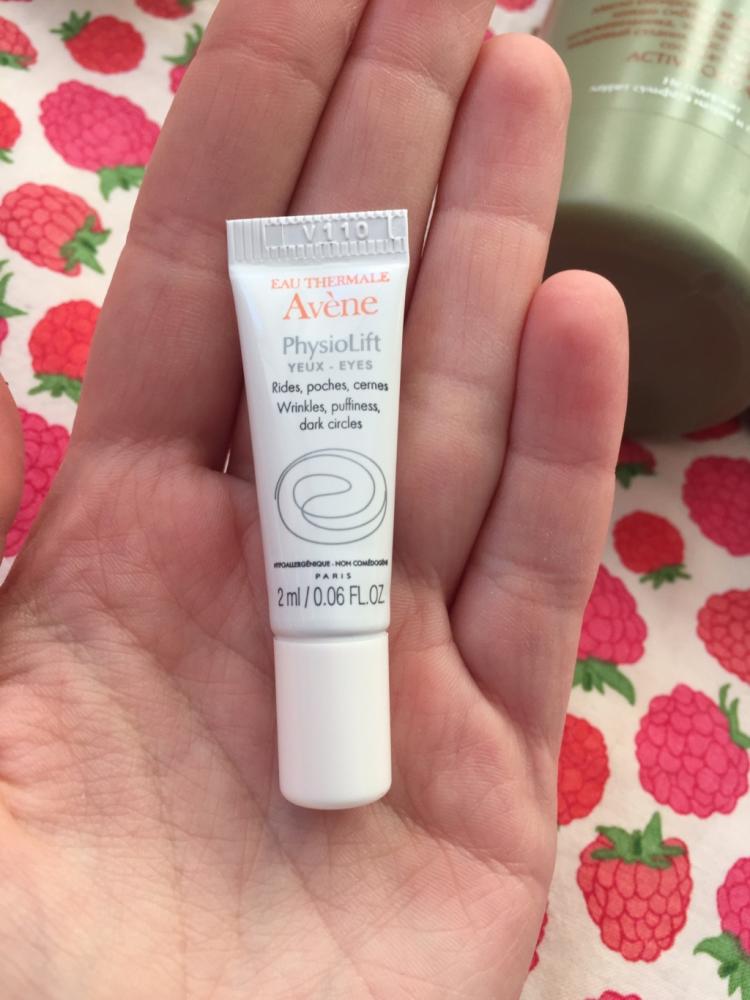 V110
EAU THERMALE
Avène
PhysioLift
YEUX - EYES
Rides, poches, cernes
Wrinkles, puffiness,
dark circles
HYPOALLERGÉNIQUE - NON COMÉDOGÈNE
PARIS
2 ml / 0.06 FL.OZ.
ACTIVE